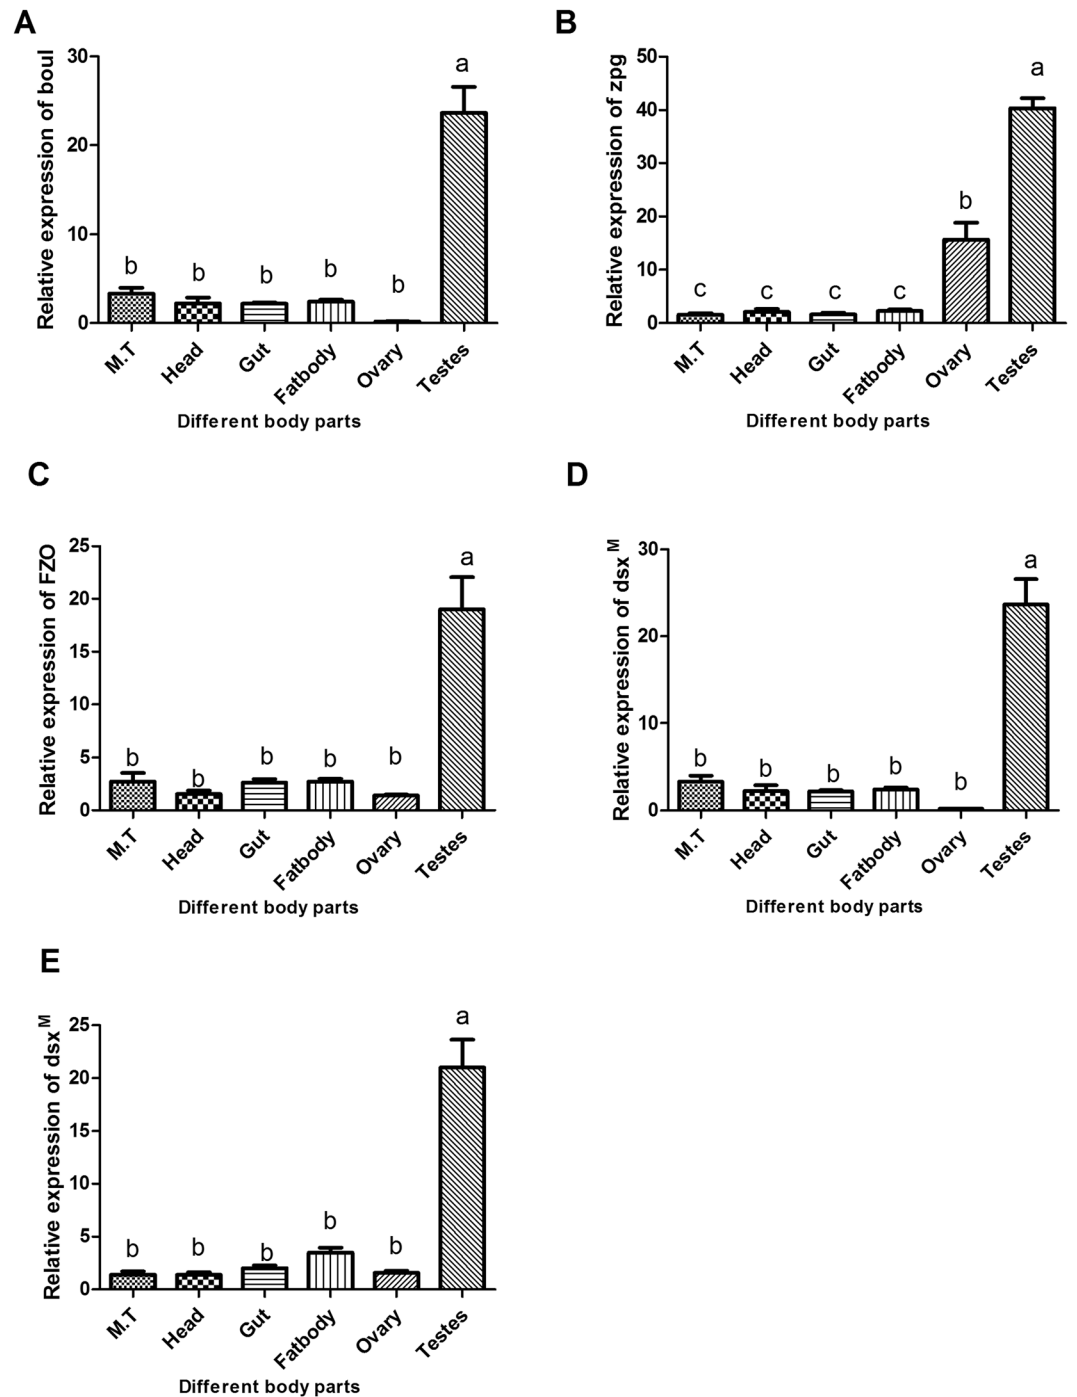 A
Relative expression of boul
30
20
10
0
a
b
b
b
b
b
M.T
Head
Gut
Fatbody
Ovary
Testes
Different body parts
B
Relative expression of zpg
50
40
30
20
10
0
a
b
c
c
c
c
M.T
Head
Gut
Fatbody
Ovary
Testes
Different body parts
C
Relative expression of FZO
25
20
15
10
5
0
a
b
b
b
b
b
M.T
Head
Gut
Fatbody
Ovary
Testes
Different body parts
D
Relative expression of dsx M
30
20
10
0
a
b
b
b
b
b
M.T
Head
Gut
Fatbody
Ovary
Testes
Different body parts
E
Relative expression of dsx M
25
20
15
10
5
0
a
b
b
b
b
b
M.T
Head
Gut
Fatbody
Ovary
Testes
Different body parts